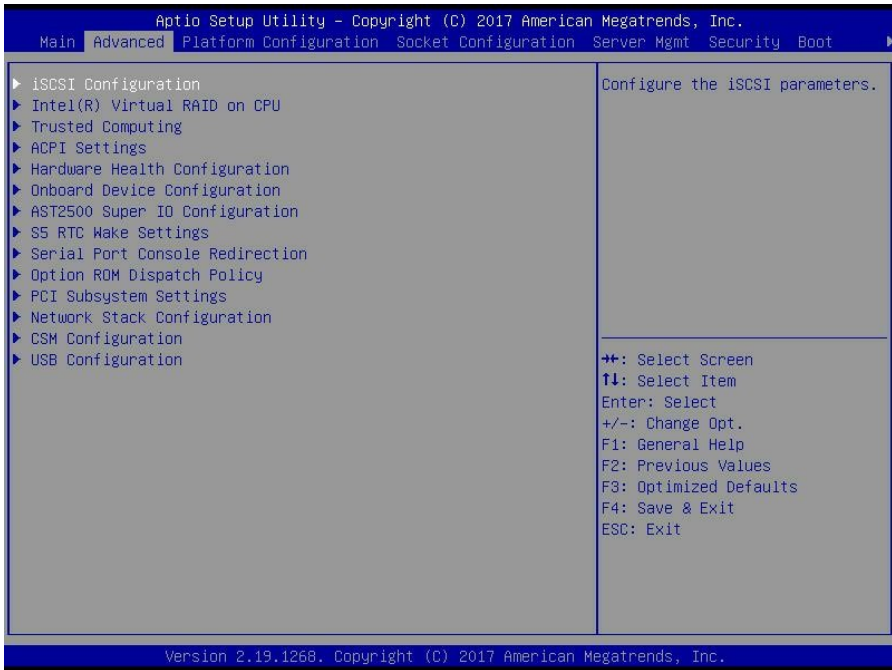 Aptio Setup Utility – Copyright (C) 2017 American Megatrends, Inc.
Main Advanced Platform Configuration Socket Configuration Server Mgmt Security Boot
iSCSI Configuration
Intel(R) Virtual RAID on CPU
Trusted Computing
ACPI Settings
Hardware Health Configuration
Onboard Device Configuration
AST2500 Super IO Configuration
S5 RTC Wake Settings
Serial Port Console Redirection
Option ROM Dispatch Policy
PCI Subsystem Settings
Network Stack Configuration
CSM Configuration
USB Configuration
Configure the iSCSI parameters.
→←: Select Screen
↑↓: Select Item
Enter: Select
+/-: Change Opt.
F1: General Help
F2: Previous Values
F3: Optimized Defaults
F4: Save & Exit
ESC: Exit
Version 2.19.1268. Copyright (C) 2017 American Megatrends, Inc.